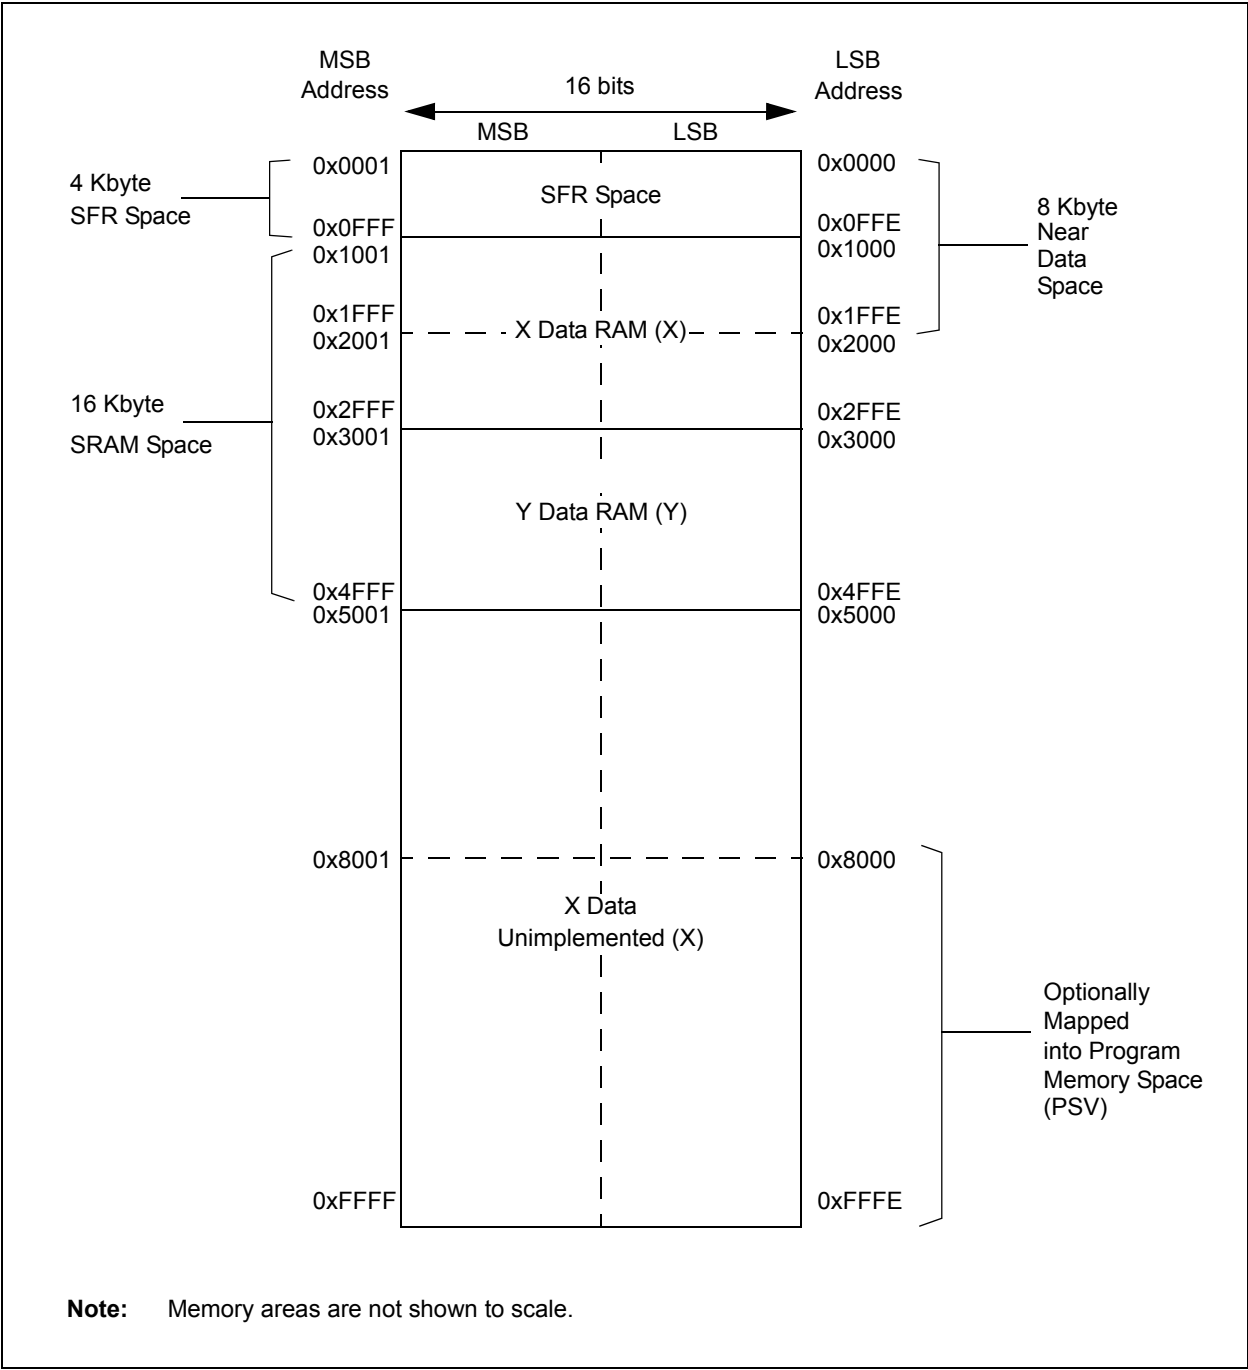 MSB
Address
LSB
Address
16 bits
MSB
LSB
4 Kbyte
SFR Space
0x0001
0x0FFF
0x1001
SFR Space
0x0000
0x0FFE
0x1000
8 Kbyte
Near
Data
Space
0x1FFF
0x2001
X Data RAM (X)
0x1FFE
0x2000
16 Kbyte
SRAM Space
0x2FFF
0x3001
0x2FFE
0x3000
Y Data RAM (Y)
0x4FFF
0x5001
0x4FFE
0x5000
0x8001
0x8000
X Data
Unimplemented (X)
Optionally
Mapped
into Program
Memory Space
(PSV)
0xFFFF
0xFFFE
Note: Memory areas are not shown to scale.